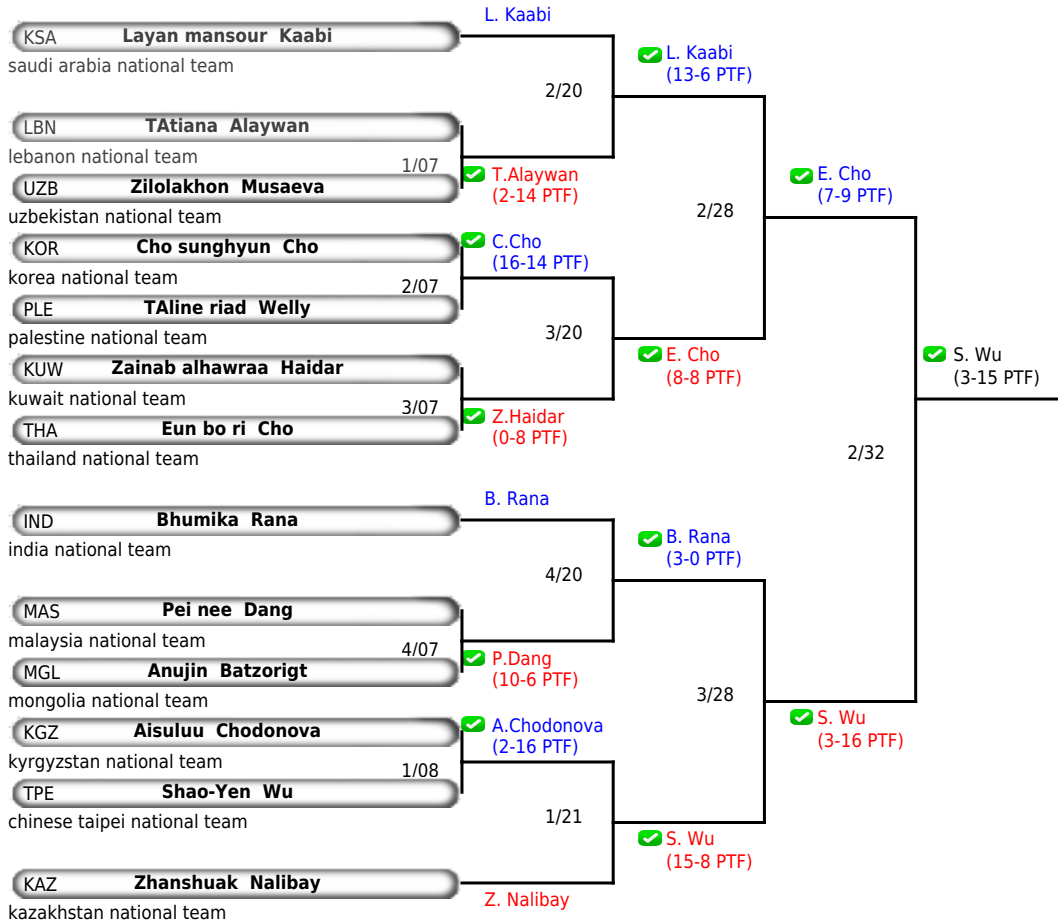 L. Kaabi
KSA Layan mansour Kaabi
saudi arabia national team
L. Kaabi
(13-6 PTF)
2/20
LBN TAtiana Alaywan
lebanon national team
1/07
T.Alaywan
(2-14 PTF)
UZB Zilolakhon Musaeva
uzbekistan national team
E. Cho
(7-9 PTF)
2/28
KOR Cho sunghyun Cho
korea national team
C.Cho
(16-14 PTF)
2/07
PLE TAline riad Welly
palestine national team
3/20
E. Cho
(8-8 PTF)
KUW Zainab alhawraa Haidar
kuwait national team
3/07
Z.Haidar
(0-8 PTF)
THA Eun bo ri Cho
thailand national team
S. Wu
(3-15 PTF)
2/32
B. Rana
IND Bhumika Rana
india national team
B. Rana
(3-0 PTF)
4/20
MAS Pei nee Dang
malaysia national team
4/07
P.Dang
(10-6 PTF)
MGL Anujin Batzorigt
mongolia national team
3/28
S. Wu
(3-16 PTF)
KGZ Aisuluu Chodonova
kyrgyzstan national team
A.Chodonova
(2-16 PTF)
1/08
TPE Shao-Yen Wu
chinese taipei national team
1/21
S. Wu
(15-8 PTF)
KAZ Zhanshuak Nalibay
kazakhstan national team
Z. Nalibay